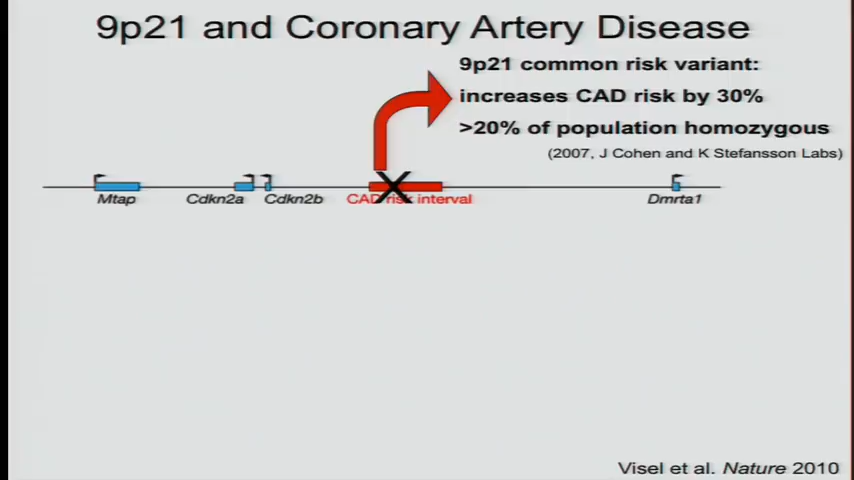 9p21 and Coronary Artery Disease
9p21 common risk variant:
increases CAD risk by 30%
>20% of population homozygous
(2007, J Cohen and K Stefansson Labs)
Mtap
Cdkn2a
Cdkn2b
CAD risk interval
Dmrta1
Visel et al. Nature 2010